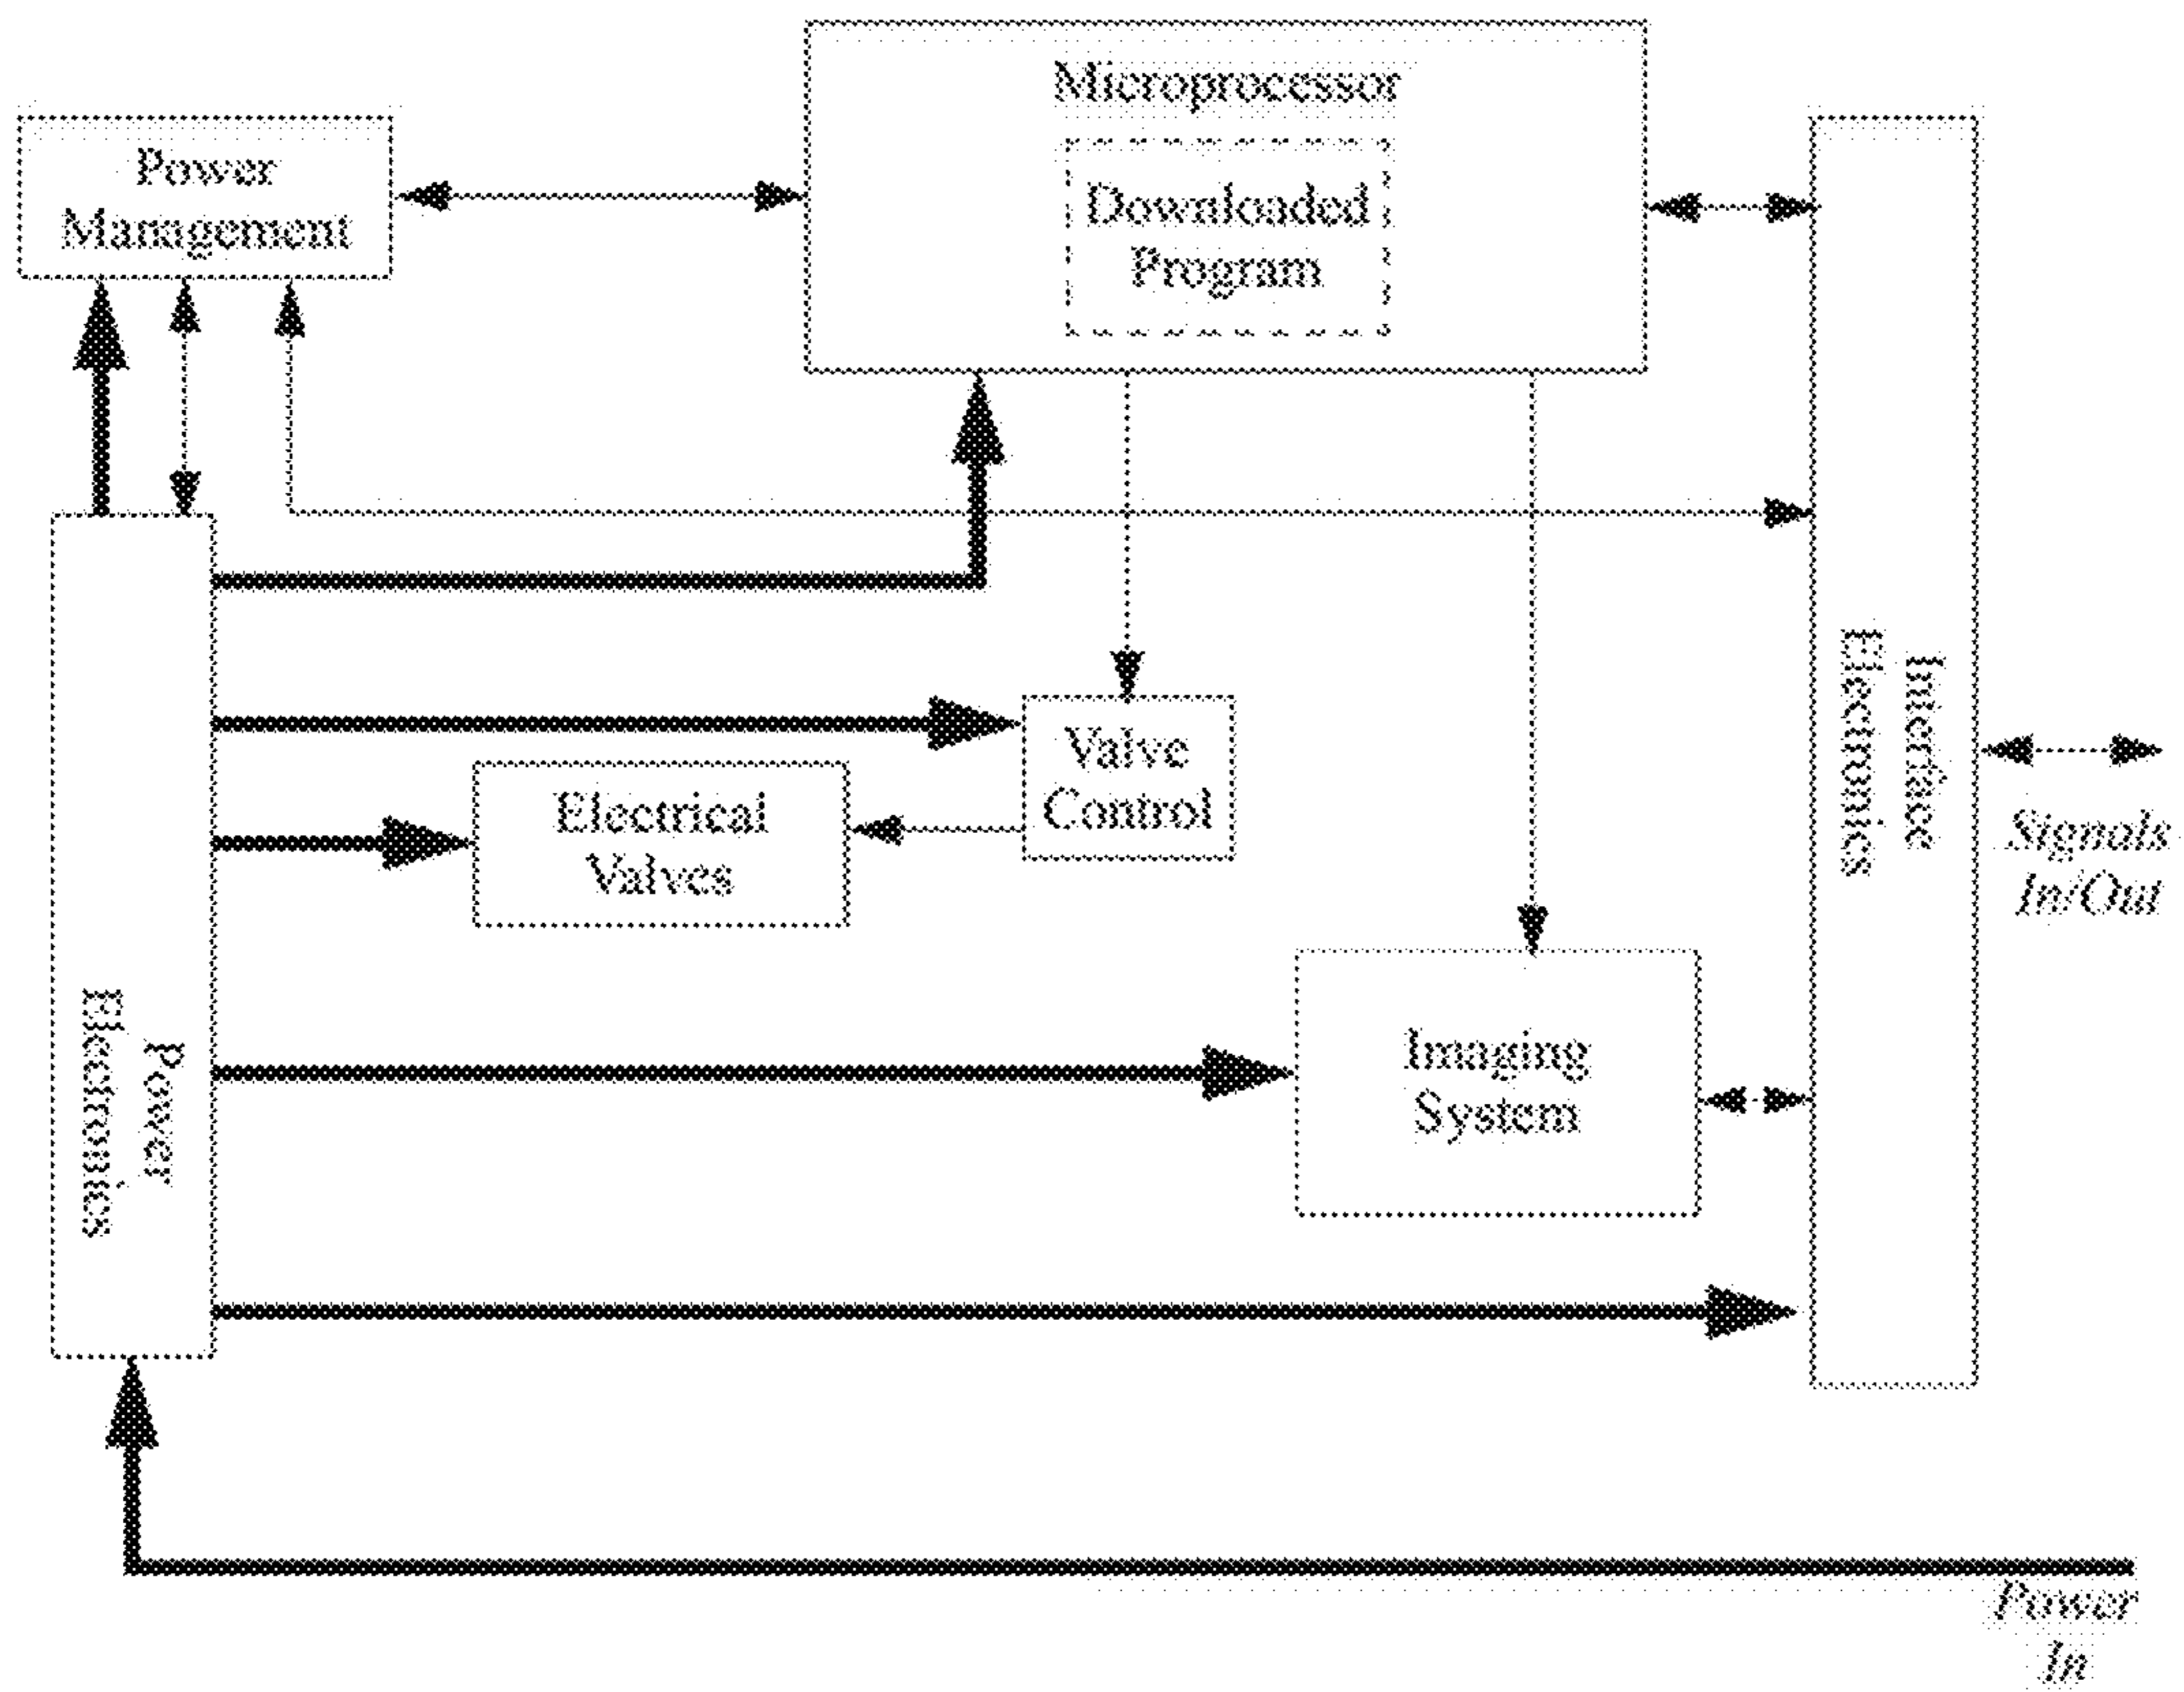 Microprocessor
Downloaded
Program
Power
Management
Interface
Electronics
Valve
Control
Electrical
Valves
Signals
In/Out
Power
Electronics
Imaging
System
Power
In